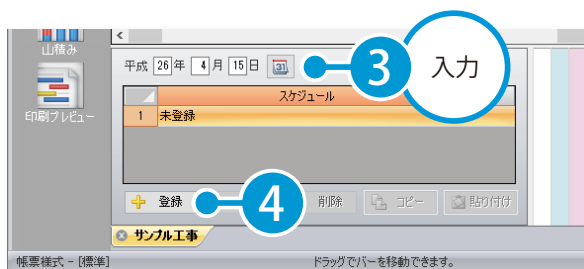 山積み
印刷プレビュー
<
平成 26 年 4 月 15 日 31
3 入力
スケジュール
1 未登録
登録 4 削除 コピー 貼り付け
サンプル工事
帳票様式 - [標準] ドラッグでバーを移動できます。